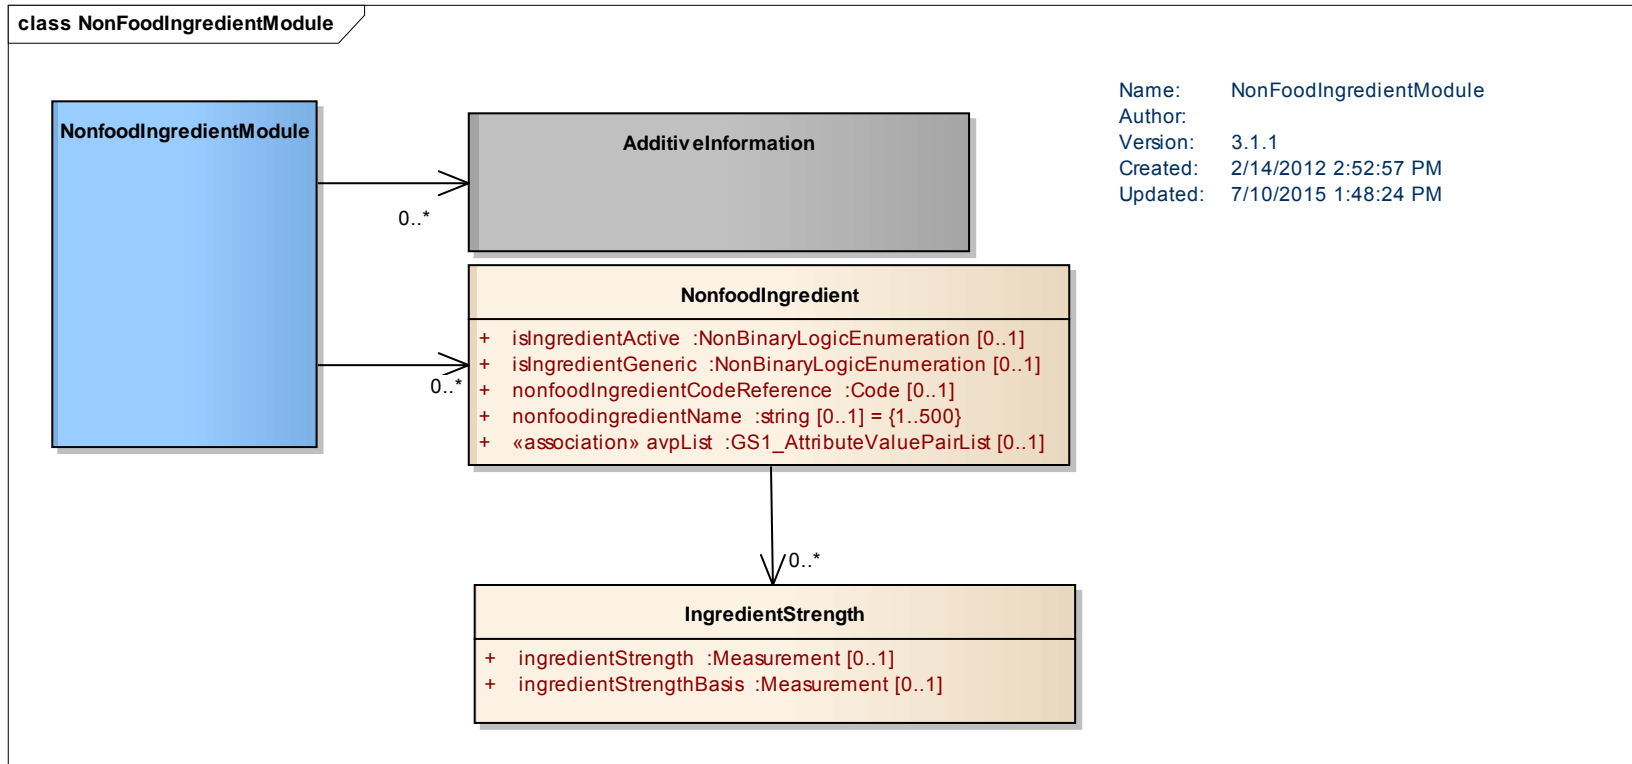 class NonFoodIngredientModule
NonfoodIngredientModule
AdditiveInformation
0..*
Name: NonFoodIngredientModule
Author:
Version: 3.1.1
Created: 2/14/2012 2:52:57 PM
Updated: 7/10/2015 1:48:24 PM
NonfoodIngredient
+ isIngredientActive :NonBinaryLogicEnumeration [0..1]
+ isIngredientGeneric :NonBinaryLogicEnumeration [0..1]
+ nonfoodIngredientCodeReference :Code [0..1]
+ nonfoodingredientName :string [0..1] = {1..500}
+ «association» avpList :GS1_AttributeValuePairList [0..1]
0..*
0..*
IngredientStrength
+ ingredientStrength :Measurement [0..1]
+ ingredientStrengthBasis :Measurement [0..1]